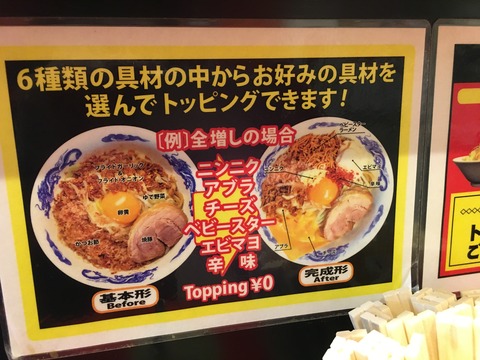 6種類の具材の中からお好みの具材を
選んでトッピングできます!
〔例〕全増しの場合
フライドガーリック
&
フライドオニオン
ゆで野菜
卵黄
かつお節
焼豚
基本形
Before
ニンニク
アブラ
チーズ
ベビースター
エビマヨ
辛味
Topping¥0
ベビースター
ラーメン
エビマヨ
ニンニク
辛味
アブラ
完成形
After